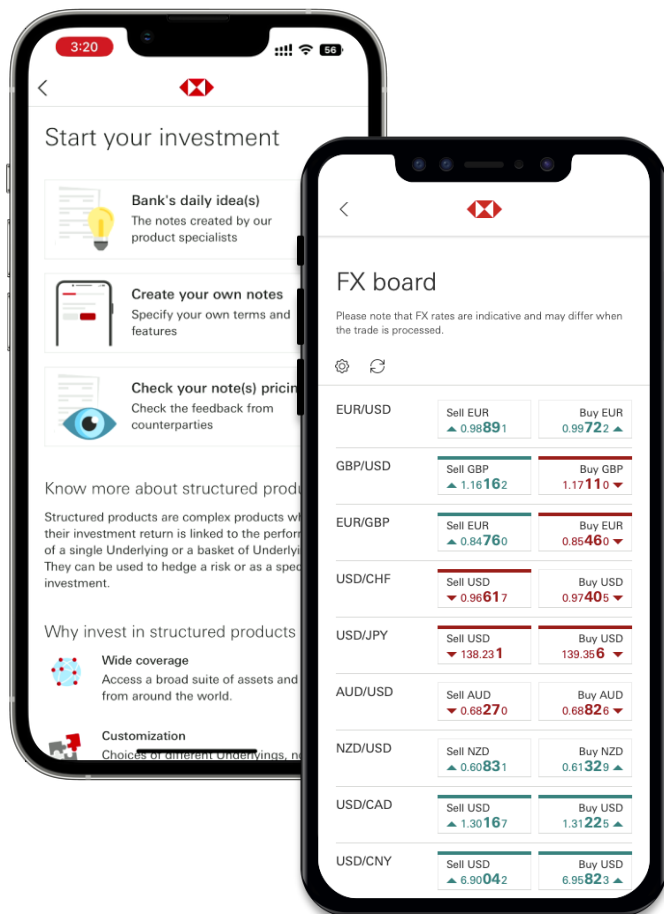 3:20
56
Start your investment
Bank's daily idea(s)
The notes created by our
product specialists
Create your own notes
Specify your own terms and
features
Check your note(s) pricin
Check the feedback from
counterparties
Know more about structured produ
Structured products are complex products wh
their investment return is linked to the perfor
of a single Underlying or a basket of Underlyi
They can be used to hedge a risk or as a spec
investment.
Why invest in structured products
Wide coverage
Access a broad suite of assets and
from around the world.
Customization
Choices of different Underlyings, n
FX board
Please note that FX rates are indicative and may differ when
the trade is processed.
EUR/USD
Sell EUR
▲ 0.98891
Buy EUR
0.99722 ▲
GBP/USD
Sell GBP
▲ 1.16162
Buy GBP
1.17110 ▼
EUR/GBP
Sell EUR
▲ 0.84760
Buy EUR
0.85460 ▼
USD/CHF
Sell USD
▼ 0.96617
Buy USD
0.97405 ▼
USD/JPY
Sell USD
▼ 138.231
Buy USD
139.356 ▼
AUD/USD
Sell AUD
▼ 0.68270
Buy AUD
0.68826 ▼
NZD/USD
Sell NZD
▲ 0.60831
Buy NZD
0.61329 ▲
USD/CAD
Sell USD
▲ 1.30167
Buy USD
1.31225 ▲
USD/CNY
Sell USD
▲ 6.90042
Buy USD
6.95823 ▲